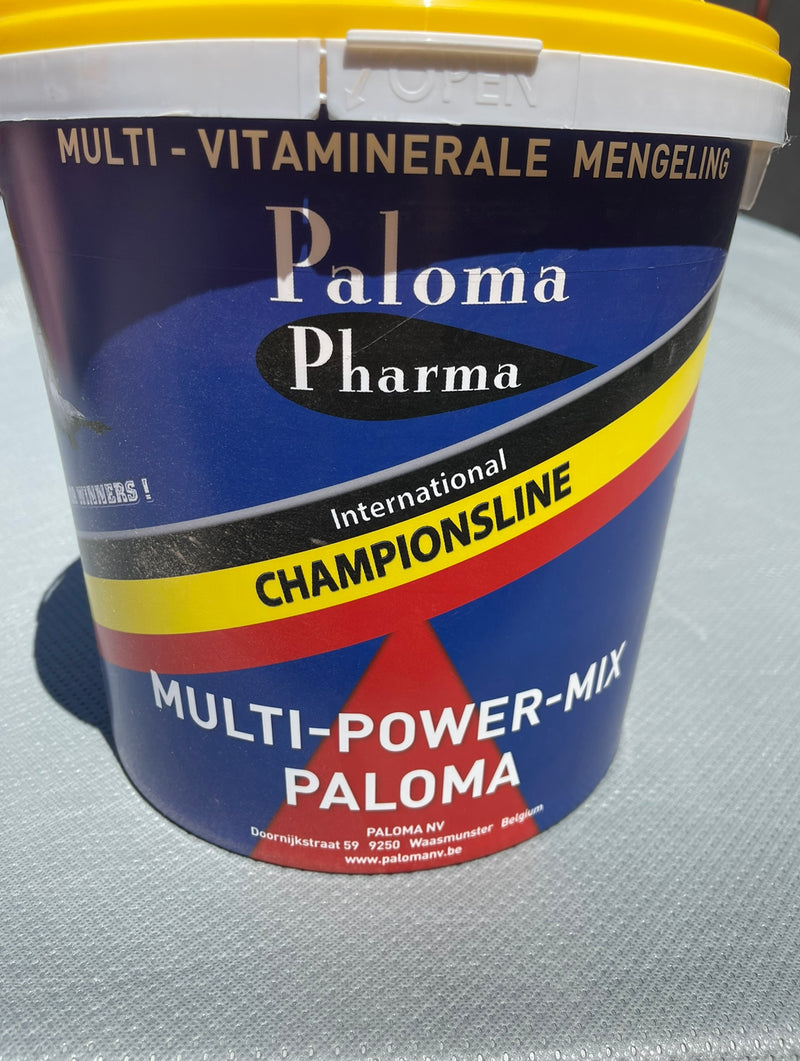 OPEN
MULTI - VITAMINERALE MENGELING
Paloma
Pharma
WINNERS !
International
CHAMPIONSLINE
MULTI-POWER-MIX
PALOMA
PALOMA NV
Doornijkstraat 59 9250 Waasmunster Belgium
www.palomanv.be